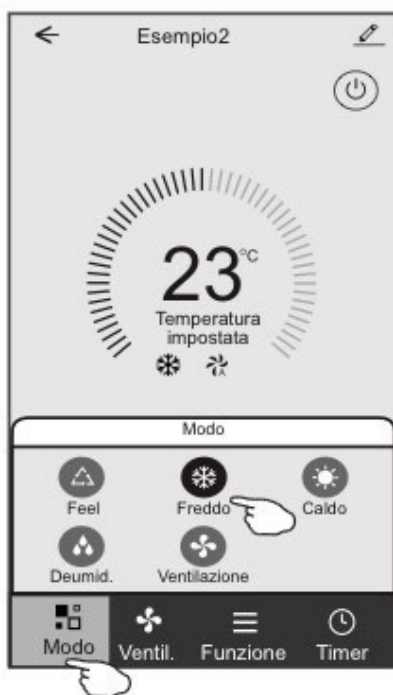 Esempio2
23°C
Temperatura
impostata
A
Modo
Feel Freddo Caldo
Deumid. Ventilazione
Modo Ventil. Funzione Timer